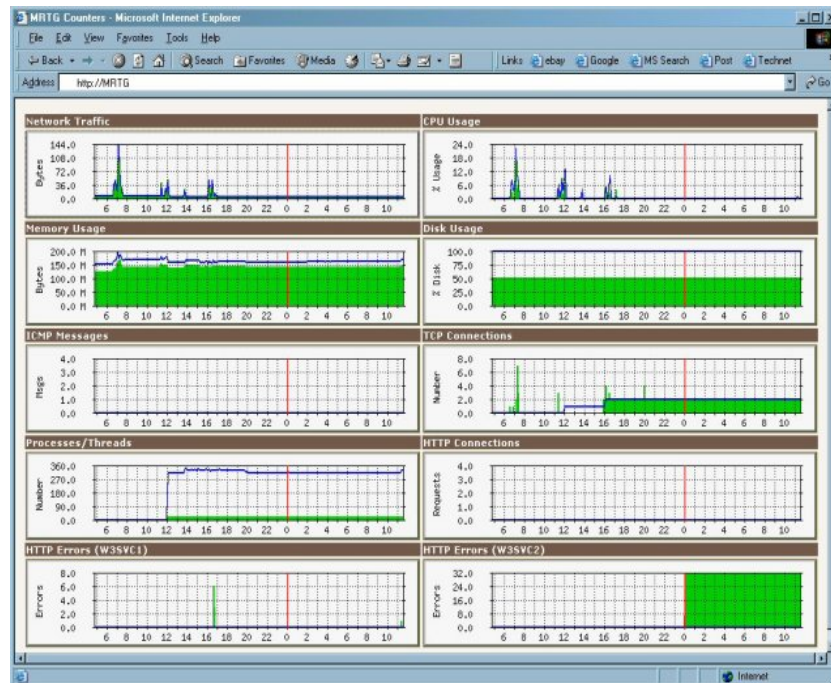 MRTG Counters - Microsoft Internet Explorer
File Edit View Favorites Tools Help
Back Search Favorites Media Links ebay Google MS Search Post Technet
Address http://MRTG Go
Network Traffic
144.0
108.0
72.0
36.0
0.0
Bytes
6 8 10 12 14 16 18 20 22 0 2 4 6 8 10
CPU Usage
24.0
18.0
12.0
6.0
0.0
% Usage
6 8 10 12 14 16 18 20 22 0 2 4 6 8 10
Memory Usage
200.0 M
150.0 M
100.0 M
50.0 M
0.0 M
Bytes
6 8 10 12 14 16 18 20 22 0 2 4 6 8 10
Disk Usage
100.0
75.0
50.0
25.0
0.0
% Disk
6 8 10 12 14 16 18 20 22 0 2 4 6 8 10
ICMP Messages
4.0
3.0
2.0
1.0
0.0
Msgs
6 8 10 12 14 16 18 20 22 0 2 4 6 8 10
TCP Connections
8.0
6.0
4.0
2.0
0.0
Number
6 8 10 12 14 16 18 20 22 0 2 4 6 8 10
Processes/Threads
360.0
270.0
180.0
90.0
0.0
Number
6 8 10 12 14 16 18 20 22 0 2 4 6 8 10
HTTP Connections
4.0
3.0
2.0
1.0
0.0
Requests
6 8 10 12 14 16 18 20 22 0 2 4 6 8 10
HTTP Errors (W3SVC1)
8.0
6.0
4.0
2.0
0.0
Errors
6 8 10 12 14 16 18 20 22 0 2 4 6 8 10
HTTP Errors (W3SVC2)
32.0
24.0
16.0
8.0
0.0
Errors
6 8 10 12 14 16 18 20 22 0 2 4 6 8 10
Internet